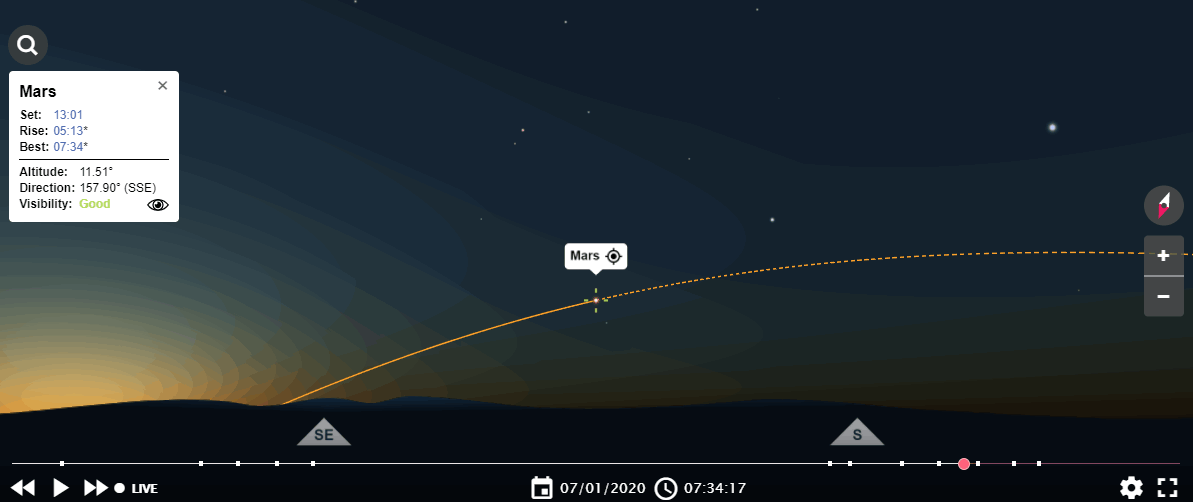 Mars
Set: 13:01
Rise: 05:13*
Best: 07:34*
Altitude: 11.51°
Direction: 157.90° (SSE)
Visibility: Good
Mars
SE
S
LIVE
07/01/2020
07:34:17